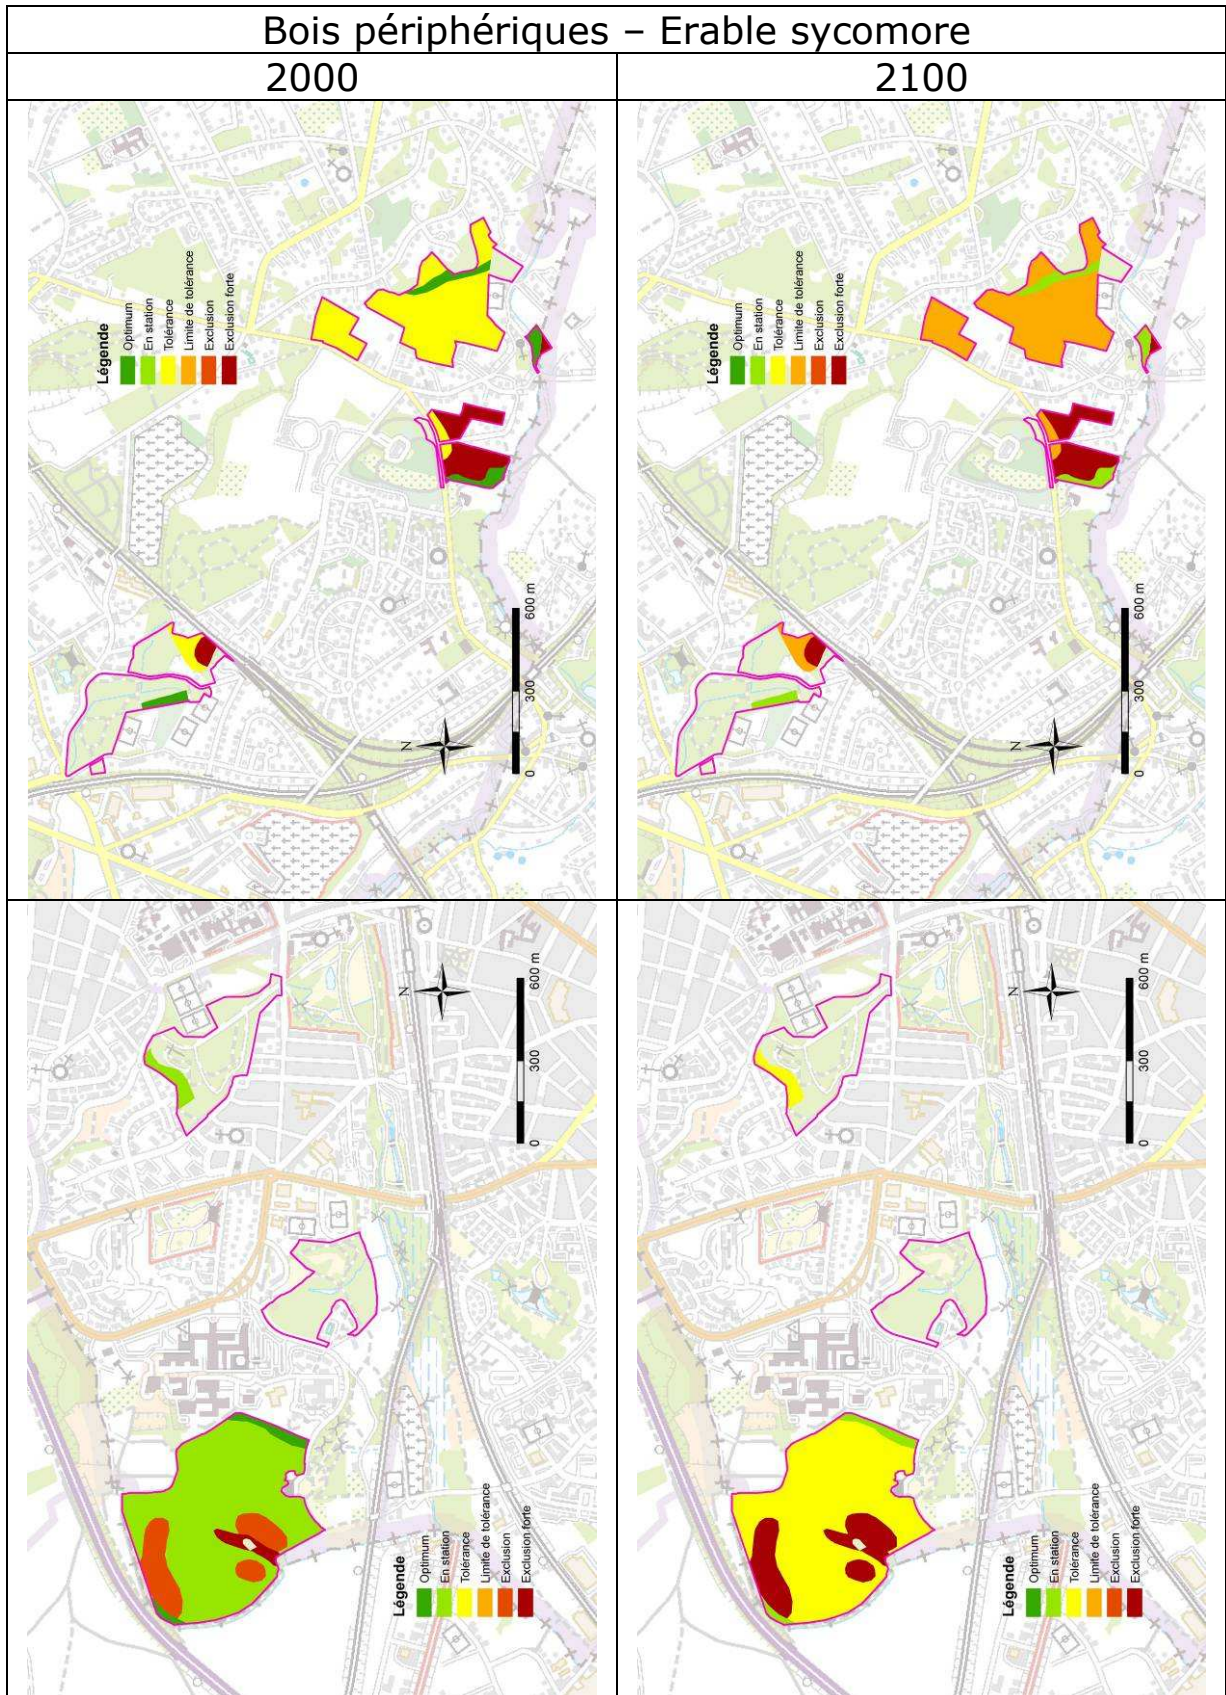 Bois périphériques – Erable sycomore
2000
2100
Légende
Optimum
En station
Tolérance
Limite de tolérance
Exclusion
Exclusion forte
N
0
300
600 m
Légende
Optimum
En station
Tolérance
Limite de tolérance
Exclusion
Exclusion forte
N
0
300
600 m
Légende
Optimum
En station
Tolérance
Limite de tolérance
Exclusion
Exclusion forte
N
0
300
600 m
Légende
Optimum
En station
Tolérance
Limite de tolérance
Exclusion
Exclusion forte
N
0
300
600 m